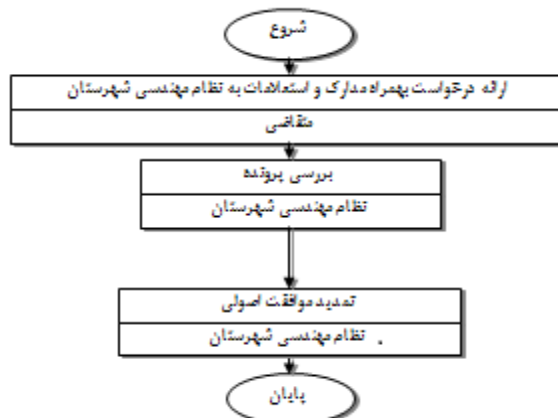 شروع
ارائه درخواست بهمراه مدارک و استعلامات به نظام مهندسی شهرستان
متقاضی
بررسی پرونده
نظام مهندسی شهرستان
تمدید موافقت اصولی
نظام مهندسی شهرستان .
پایان